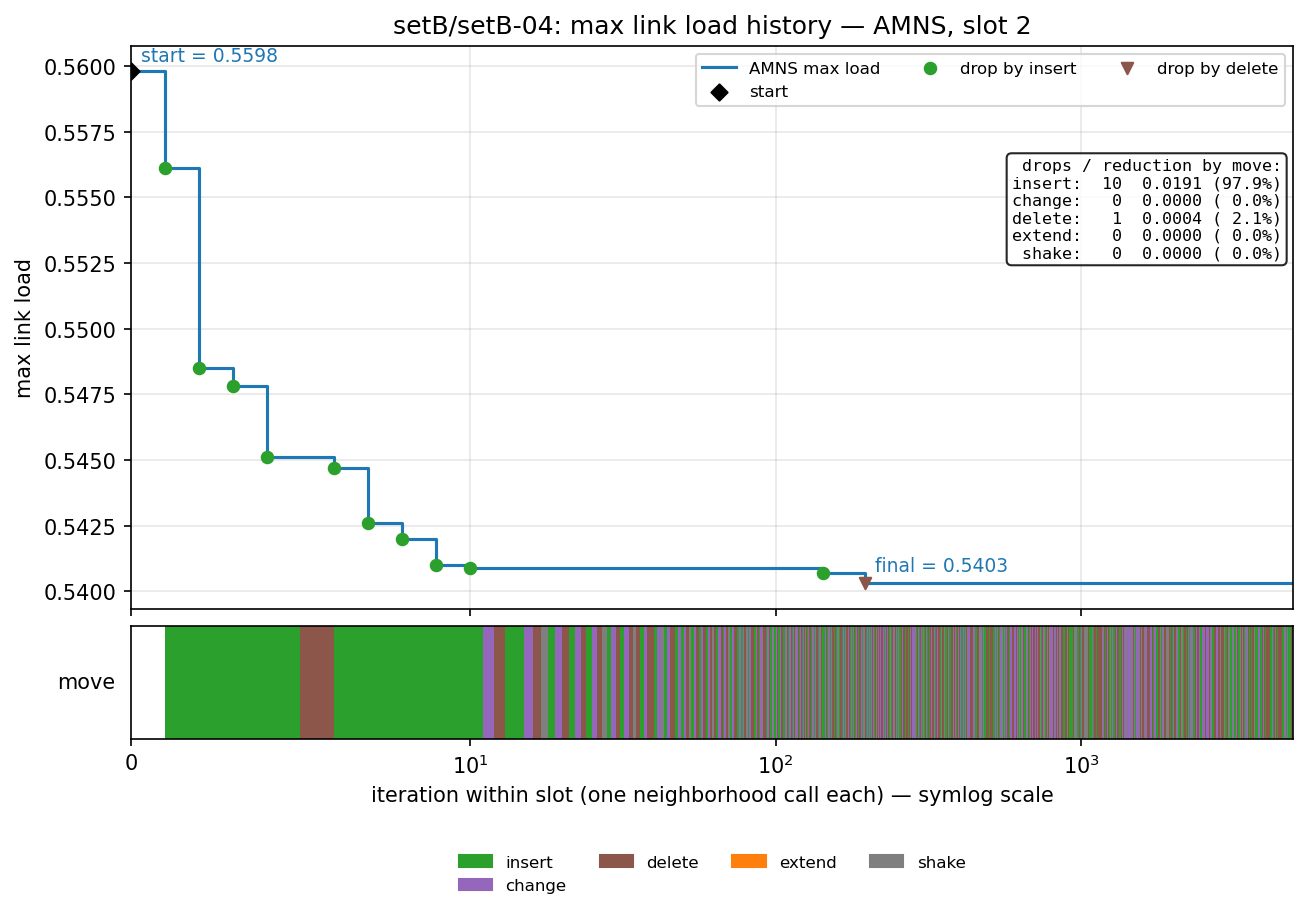 setB/setB-04: max link load history — AMNS, slot 2
start = 0.5598
AMNS max load
drop by insert
drop by delete
start
drops / reduction by move:
insert: 10 0.0191 (97.9%)
change: 0 0.0000 ( 0.0%)
delete: 1 0.0004 ( 2.1%)
extend: 0 0.0000 ( 0.0%)
shake: 0 0.0000 ( 0.0%)
0.5600
0.5575
0.5550
0.5525
0.5500
0.5475
0.5450
0.5425
0.5400
max link load
final = 0.5403
move
0
10¹
10²
10³
iteration within slot (one neighborhood call each) — symlog scale
insert
delete
extend
shake
change